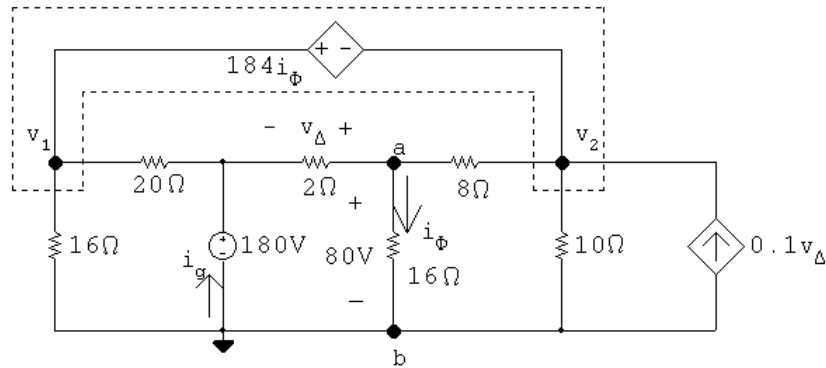 + -
184i_Φ
v_1
- v_Δ +
a
v_2
20Ω
2Ω
8Ω
+
16Ω
i_g
+
-
180V
80V
i_Φ
16Ω
10Ω
0.1v_Δ
-
b